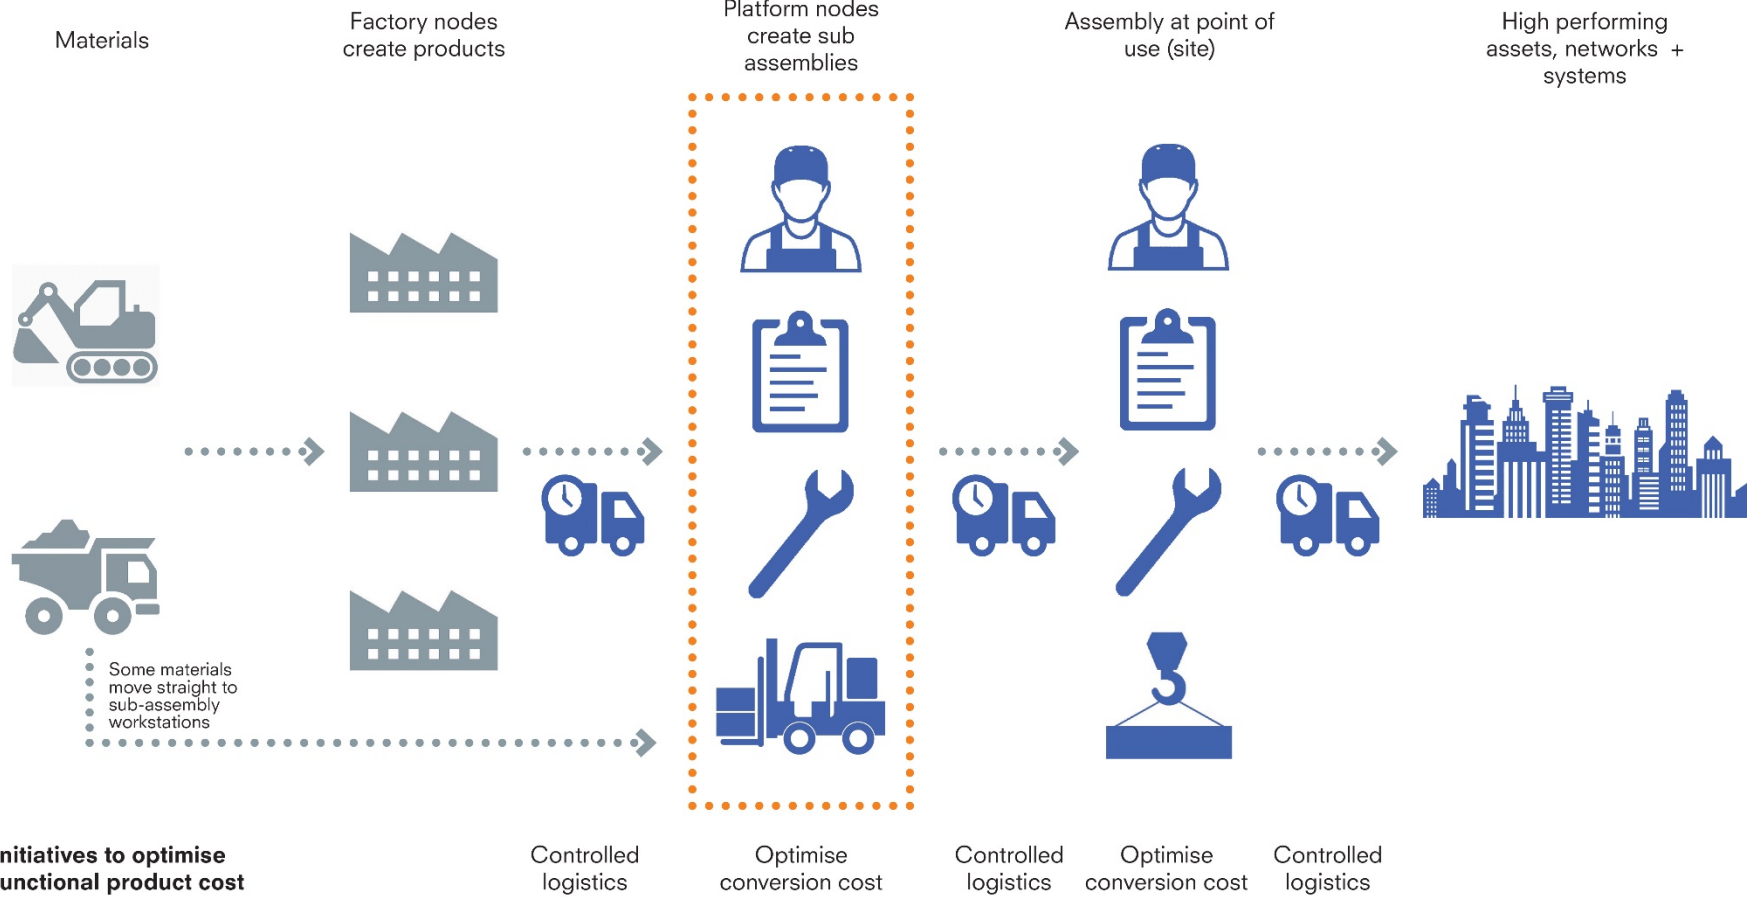 Materials
Factory nodes
create products
Platform nodes
create sub
assemblies
Assembly at point of
use (site)
High performing
assets, networks +
systems
Some materials
move straight to
sub-assembly
workstations
nitiatives to optimise
unctional product cost
Controlled
logistics
Optimise
conversion cost
Controlled
logistics
Optimise
conversion cost
Controlled
logistics